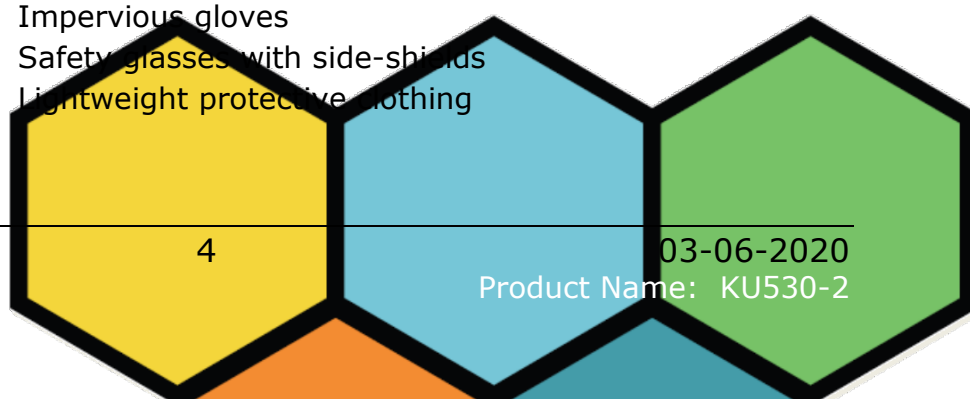 Impervious gloves
Safety glasses with side-shields
Lightweight protective clothing
4 03-06-2020
Product Name: KU530-2